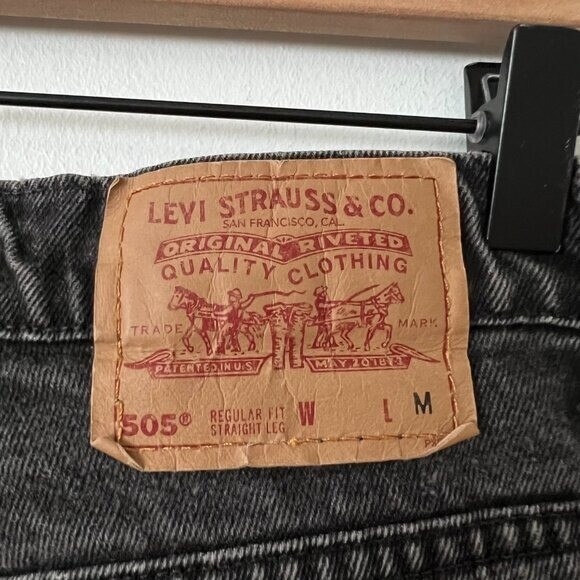 LEVI STRAUSS & CO.
SAN FRANCISCO, CAL.
ORIGINAL RIVETED
QUALITY CLOTHING
TRADE MARK
PATENTED IN U.S. MAY 20 1873
505® REGULAR FIT W L M
STRAIGHT LEG